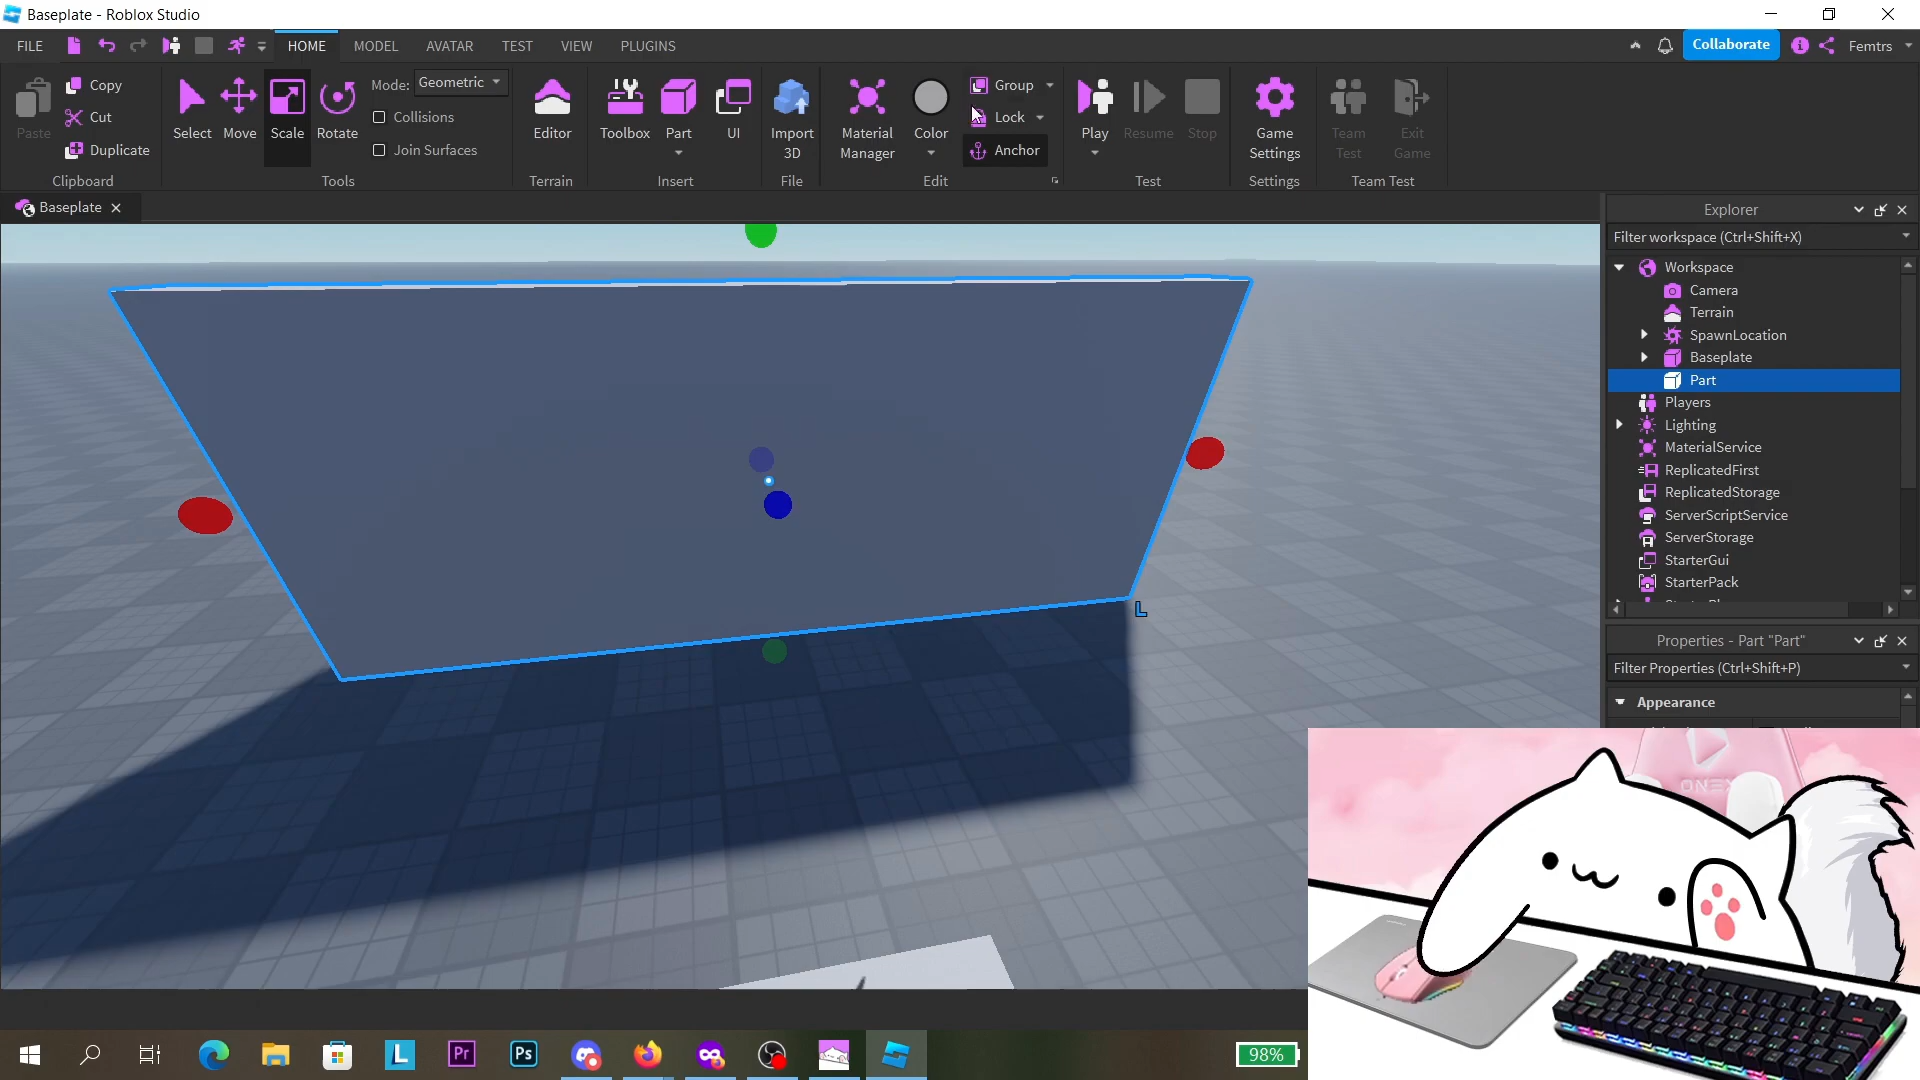 Baseplate - Roblox Studio
FILE HOME MODEL AVATAR TEST VIEW PLUGINS Collaborate Femtrs
Paste
Copy
Cut
Duplicate
Clipboard
Select Move Scale Rotate
Mode: Geometric
Collisions
Join Surfaces
Tools
Editor
Terrain
Toolbox Part UI
Insert
Import
3D
File
Material
Manager
Color
Group
Lock
Anchor
Edit
Play Resume Stop
Test
Game
Settings
Settings
Team
Test
Exit
Game
Team Test
Baseplate
L
Explorer
Filter workspace (Ctrl+Shift+X)
Workspace
Camera
Terrain
SpawnLocation
Baseplate
Part
Players
Lighting
MaterialService
ReplicatedFirst
ReplicatedStorage
ServerScriptService
ServerStorage
StarterGui
StarterPack
Properties - Part "Part"
Filter Properties (Ctrl+Shift+P)
Appearance
ONEX
L Pr Ps
98%